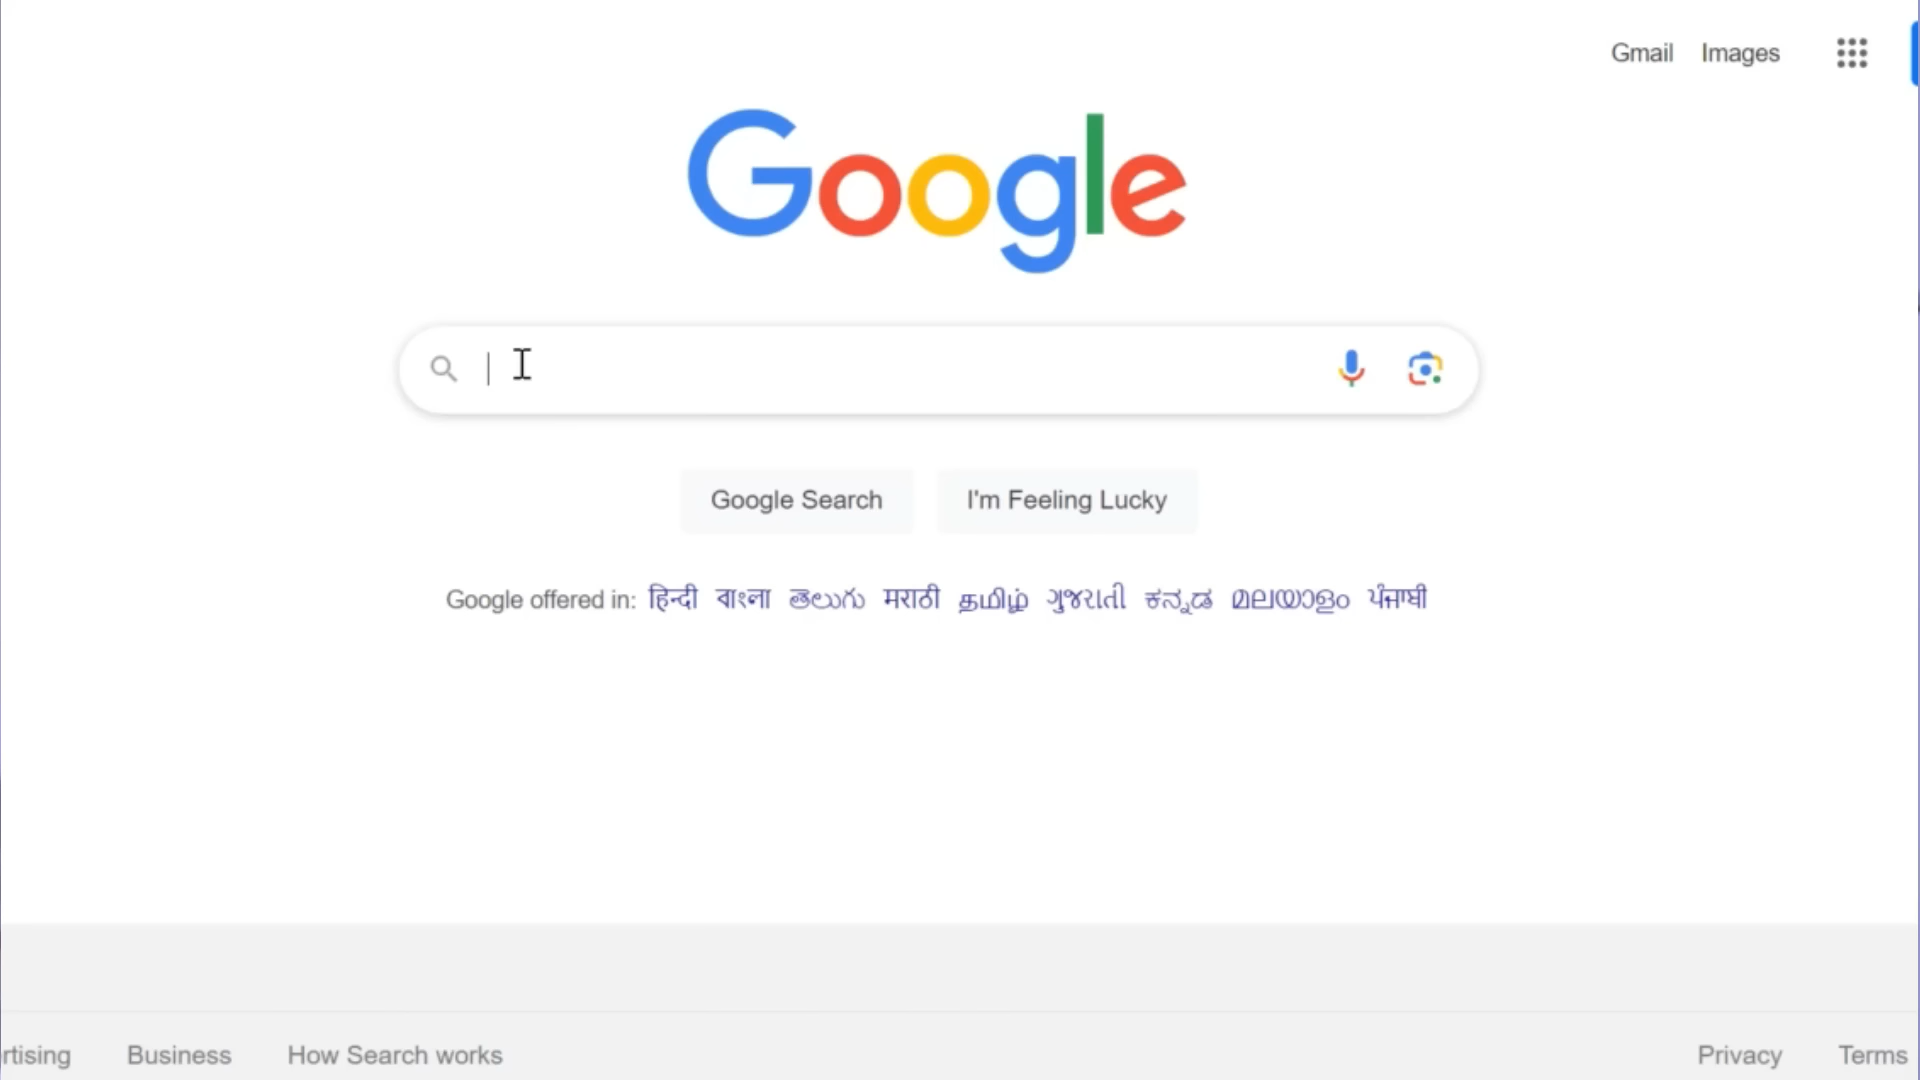 Gmail Images
Google
Google Search I'm Feeling Lucky
Google offered in: हिन्दी বাংলা తెలుగు मराठी தமிழ் ગુજરાતી ಕನ್ನಡ മലയാളം ਪੰਜਾਬੀ
rtising Business How Search works Privacy Terms